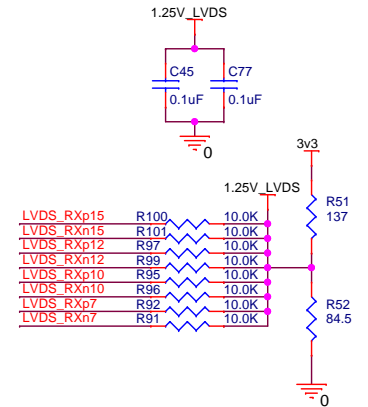 1.25V_LVDS
C45 C77
0.1uF 0.1uF
0
3v3
1.25V_LVDS
R51
137
LVDS_RXp15 R100 10.0K
LVDS_RXn15 R101 10.0K
LVDS_RXp12 R97 10.0K
LVDS_RXn12 R99 10.0K
LVDS_RXp10 R95 10.0K
LVDS_RXn10 R96 10.0K
LVDS_RXp7 R92 10.0K
LVDS_RXn7 R91 10.0K
R52
84.5
0